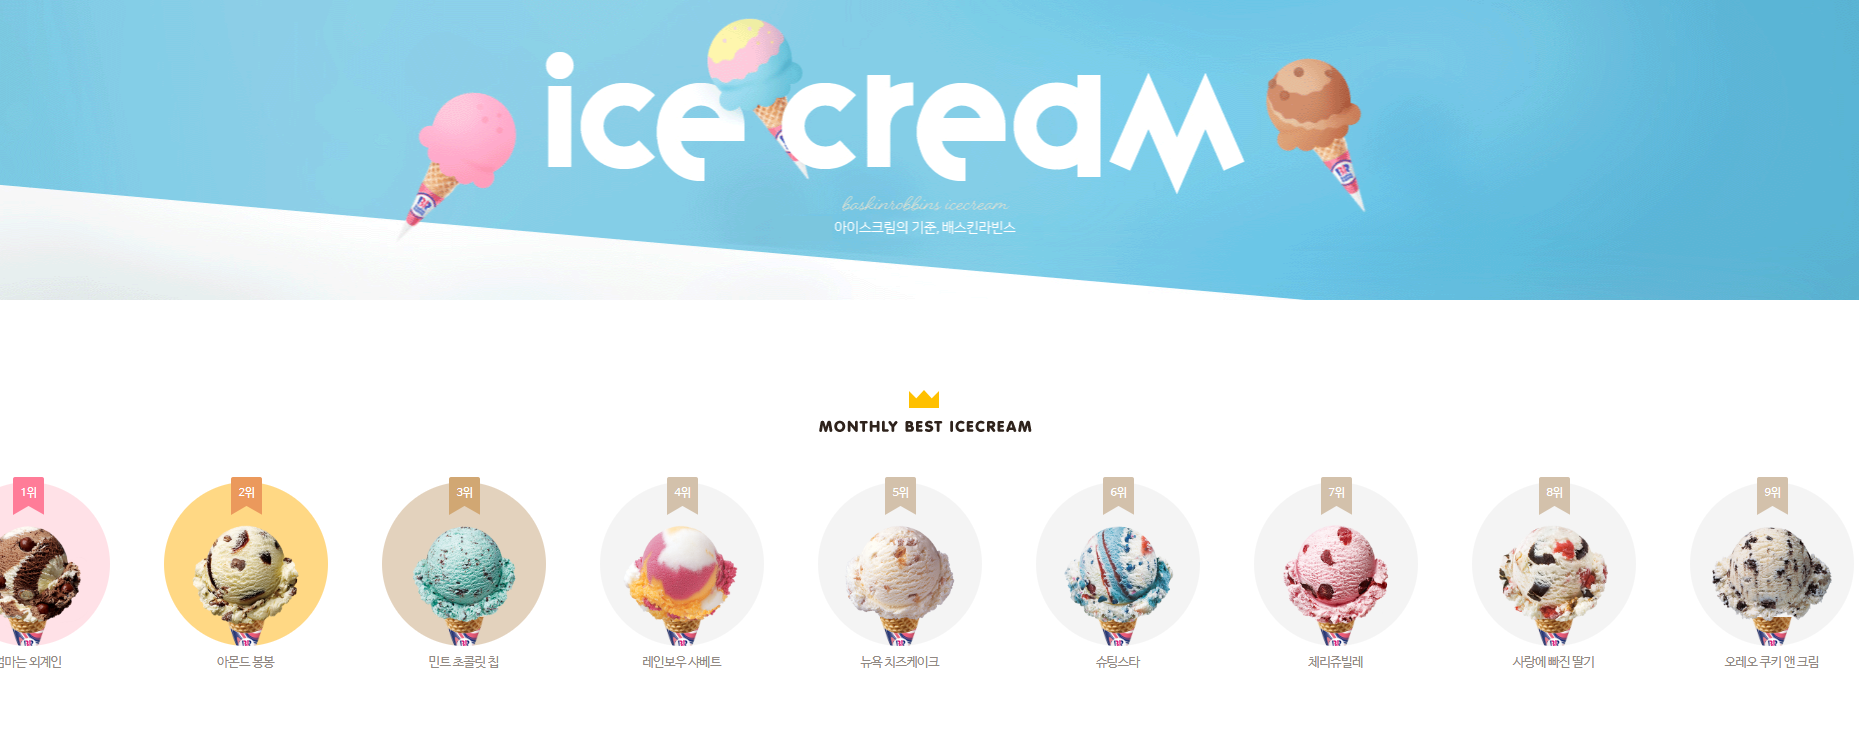 ice cream
baskinrobbins icecream
아이스크림의 기준, 배스킨라빈스
MONTHLY BEST ICECREAM
1위
2위
3위
4위
5위
6위
7위
8위
9위
엄마는 외계인
아몬드 봉봉
민트 초콜릿 칩
레인보우 샤베트
뉴욕 치즈케이크
슈팅스타
체리쥬빌레
사랑에 빠진 딸기
오레오 쿠키 앤 크림